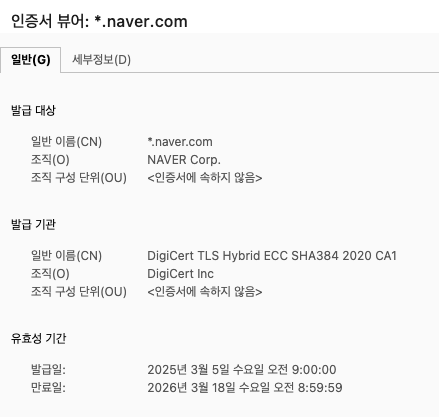 인증서 뷰어: *.naver.com
일반(G) 세부정보(D)
발급 대상
일반 이름(CN) *.naver.com
조직(O) NAVER Corp.
조직 구성 단위(OU) <인증서에 속하지 않음>
발급 기관
일반 이름(CN) DigiCert TLS Hybrid ECC SHA384 2020 CA1
조직(O) DigiCert Inc
조직 구성 단위(OU) <인증서에 속하지 않음>
유효성 기간
발급일: 2025년 3월 5일 수요일 오전 9:00:00
만료일: 2026년 3월 18일 수요일 오전 8:59:59